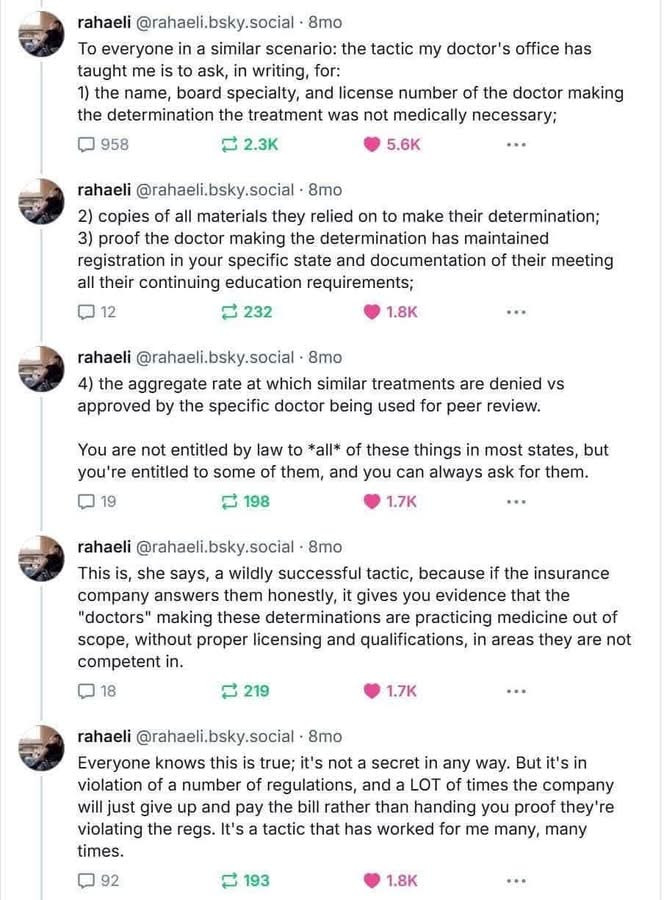 rahaeli @rahaeli.bsky.social · 8mo
To everyone in a similar scenario: the tactic my doctor's office has
taught me is to ask, in writing, for:
1) the name, board specialty, and license number of the doctor making
the determination the treatment was not medically necessary;
958 2.3K 5.6K
rahaeli @rahaeli.bsky.social · 8mo
2) copies of all materials they relied on to make their determination;
3) proof the doctor making the determination has maintained
registration in your specific state and documentation of their meeting
all their continuing education requirements;
12 232 1.8K
rahaeli @rahaeli.bsky.social · 8mo
4) the aggregate rate at which similar treatments are denied vs
approved by the specific doctor being used for peer review.
You are not entitled by law to *all* of these things in most states, but
you're entitled to some of them, and you can always ask for them.
19 198 1.7K
rahaeli @rahaeli.bsky.social · 8mo
This is, she says, a wildly successful tactic, because if the insurance
company answers them honestly, it gives you evidence that the
"doctors" making these determinations are practicing medicine out of
scope, without proper licensing and qualifications, in areas they are not
competent in.
18 219 1.7K
rahaeli @rahaeli.bsky.social · 8mo
Everyone knows this is true; it's not a secret in any way. But it's in
violation of a number of regulations, and a LOT of times the company
will just give up and pay the bill rather than handing you proof they're
violating the regs. It's a tactic that has worked for me many, many
times.
92 193 1.8K